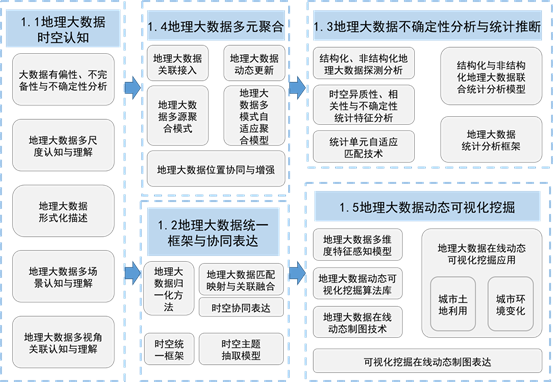 1.1地理大数据
时空认知
大数据有偏性、不完
备性与不确定性分析
地理大数据多尺
度认知与理解
地理大数据
形式化描述
地理大数据多场
景认知与理解
地理大数据多视角
关联认知与理解
1.4地理大数据多元聚合
地理大数据
关联接入
地理大数据
动态更新
地理大数
据多源聚
合模式
地理大数据多
模式自
适应聚
合模型
地理大数据位置协同与增强
1.2地理大数据统一
框架与协同表达
地理大
数据归
一化方
法
地理大数据匹配
映射与关联融合
时空协同表达
时空统
一框架
时空主题
抽取模型
1.3地理大数据不确定性分析与统计推断
结构化、非结构化地
理大数据探测分析
时空异质性、相
关性与不确定性
统计特征分析
统计单元自适应
匹配技术
结构化与非结构
化地理大数据联
合统计分析模型
地理大数据
统计分析框架
1.5地理大数据动态可视化挖掘
地理大数据多维
度特征感知模型
地理大数据动态可
视化挖掘算法库
地理大数据在线
动态制图技术
地理大数据在线动态
可视化挖掘应用
城市土
地利用
城市环
境变化
可视化挖掘在线动态制图表达